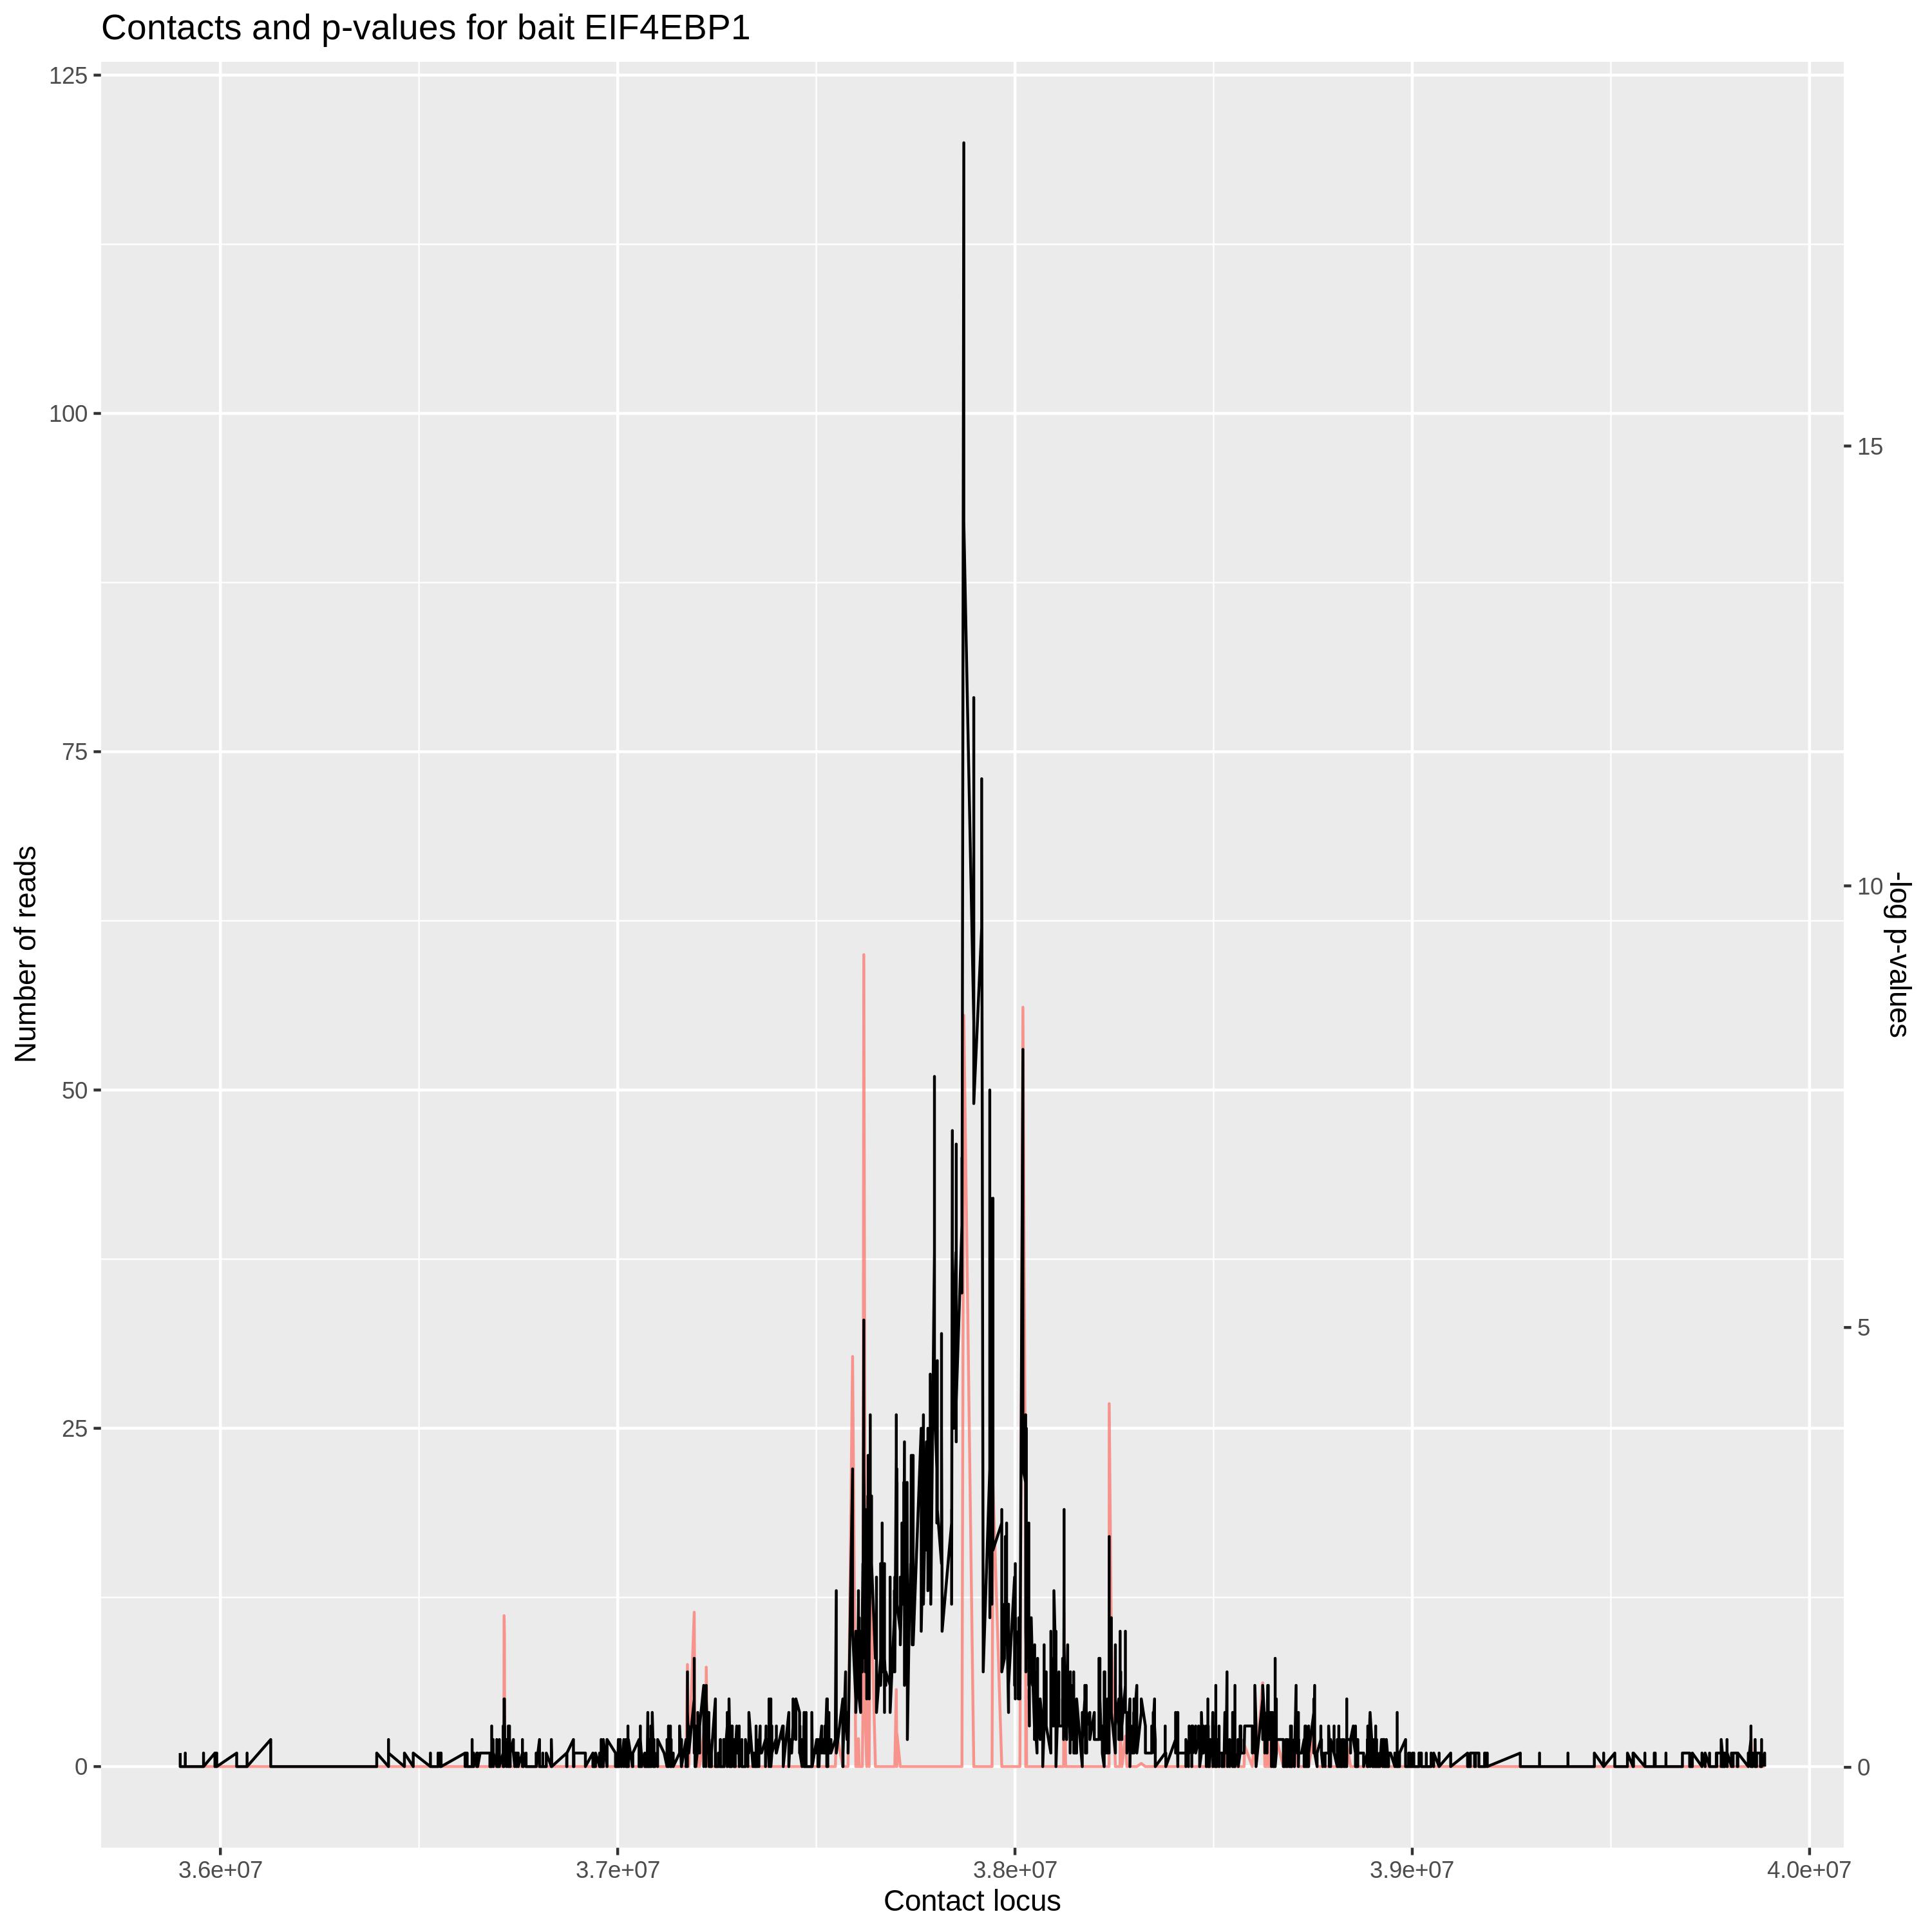 Contacts and p-values for bait EIF4EBP1
125
100
75
50
25
0
Number of reads
15
10
5
0
-log p-values
3.6e+07
3.7e+07
3.8e+07
3.9e+07
4.0e+07
Contact locus